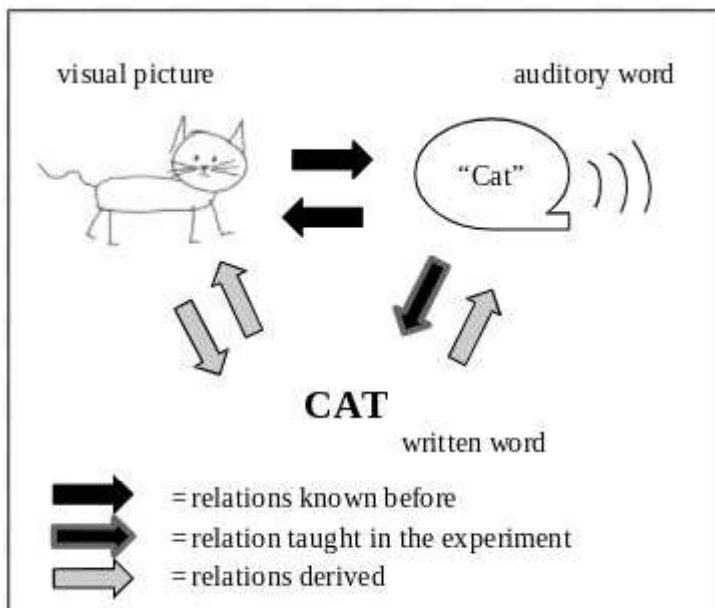 visual picture
auditory word
“Cat”
CAT
written word
= relations known before
= relation taught in the experiment
= relations derived